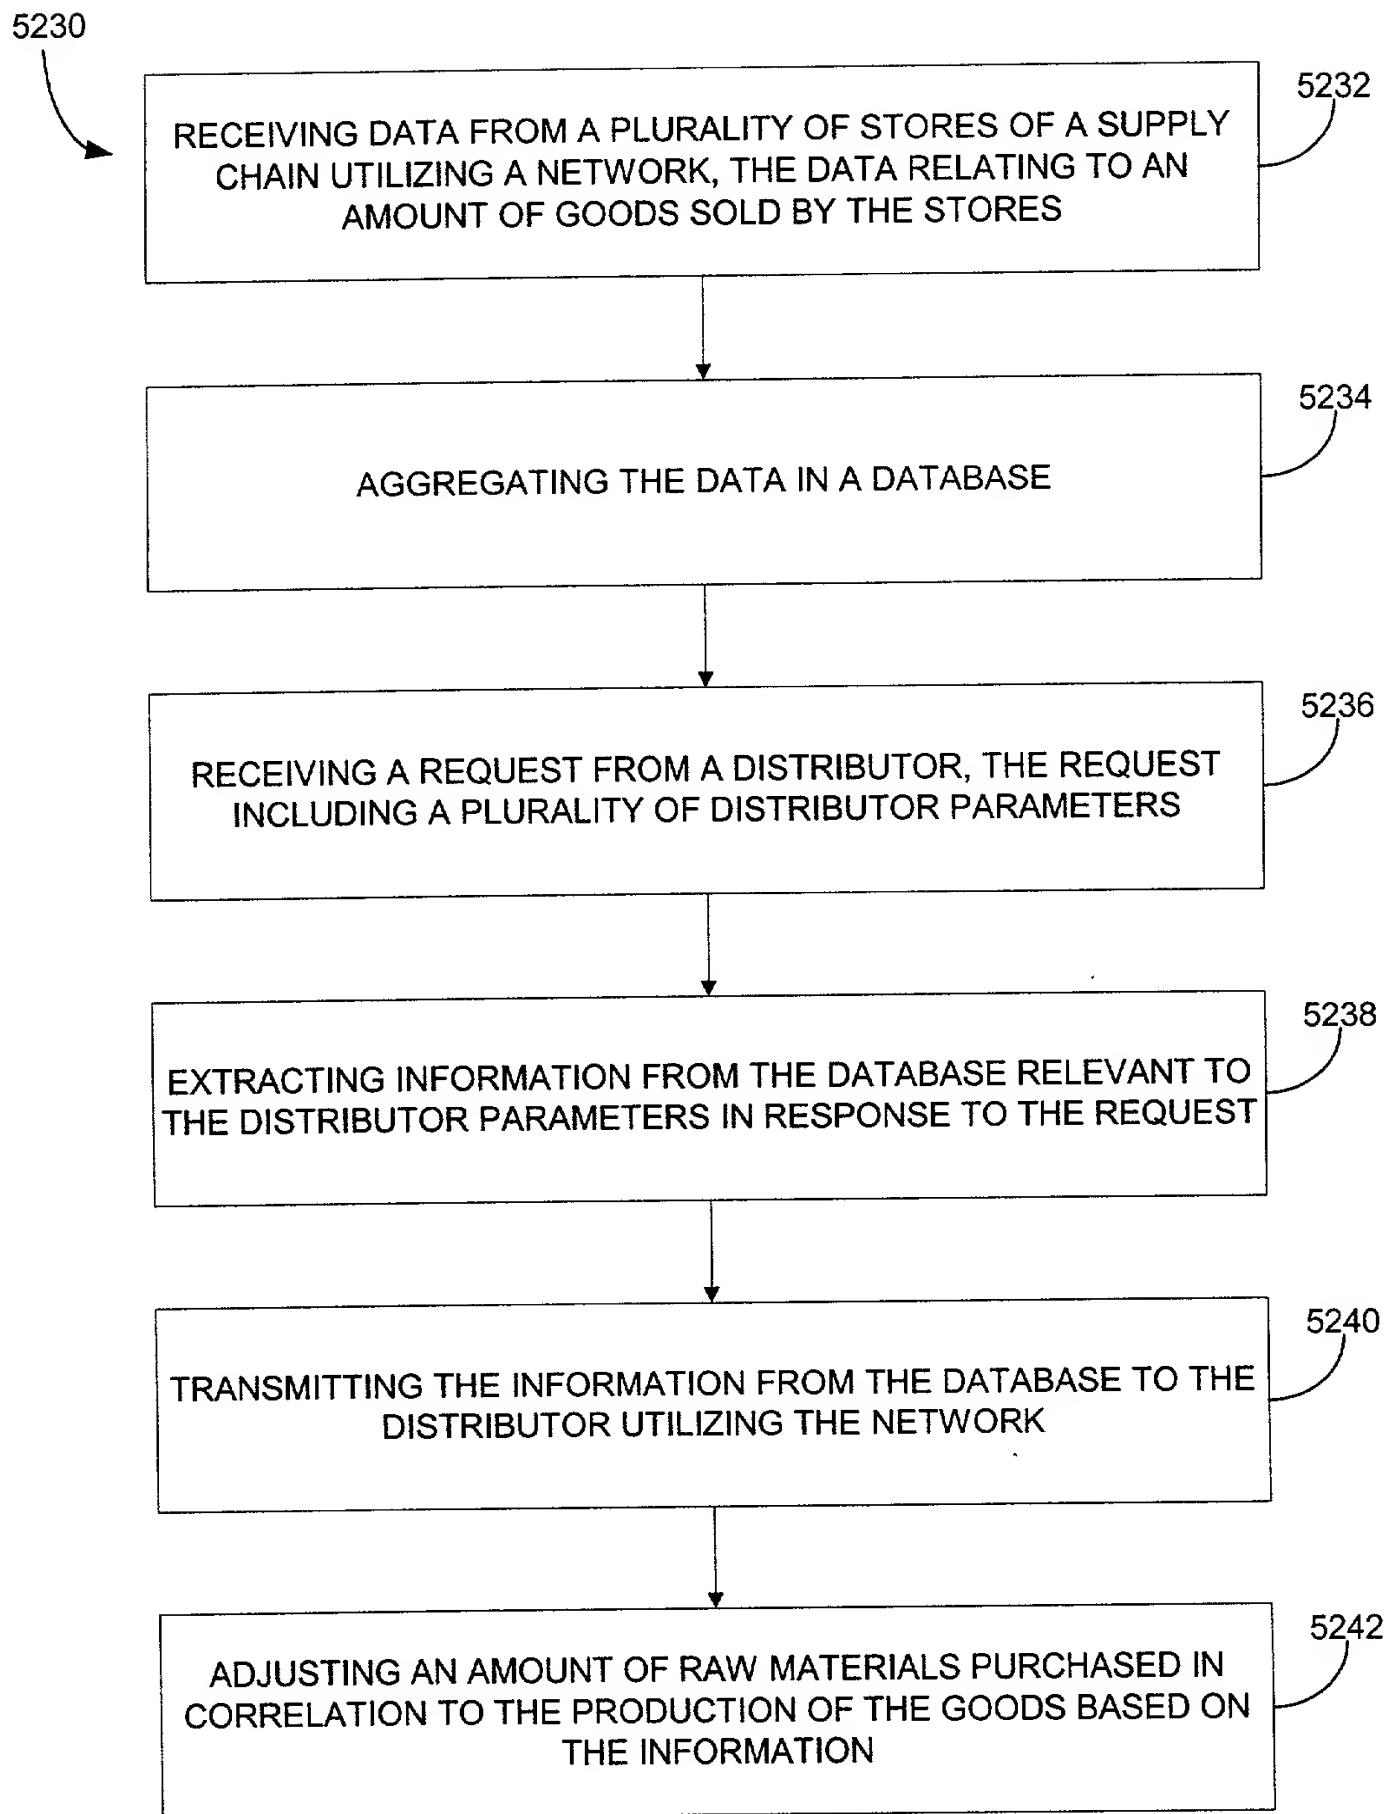 5230
5232
RECEIVING DATA FROM A PLURALITY OF STORES OF A SUPPLY
CHAIN UTILIZING A NETWORK, THE DATA RELATING TO AN
AMOUNT OF GOODS SOLD BY THE STORES
5234
AGGREGATING THE DATA IN A DATABASE
5236
RECEIVING A REQUEST FROM A DISTRIBUTOR, THE REQUEST
INCLUDING A PLURALITY OF DISTRIBUTOR PARAMETERS
5238
EXTRACTING INFORMATION FROM THE DATABASE RELEVANT TO
THE DISTRIBUTOR PARAMETERS IN RESPONSE TO THE REQUEST
5240
TRANSMITTING THE INFORMATION FROM THE DATABASE TO THE
DISTRIBUTOR UTILIZING THE NETWORK
5242
ADJUSTING AN AMOUNT OF RAW MATERIALS PURCHASED IN
CORRELATION TO THE PRODUCTION OF THE GOODS BASED ON
THE INFORMATION